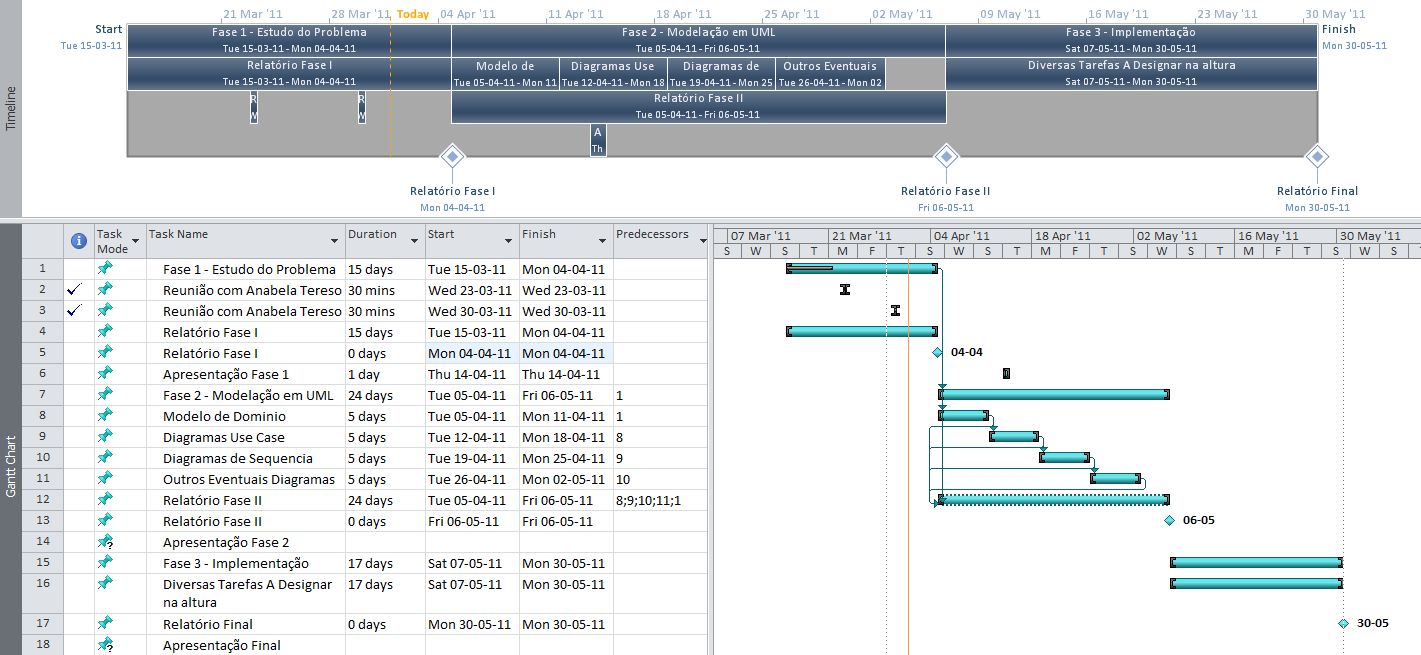 21 Mar '11 28 Mar '11 Today 04 Apr '11 11 Apr '11 18 Apr '11 25 Apr '11 02 May '11 09 May '11 16 May '11 23 May '11 30 May '11
Start
Tue 15-03-11
Fase 1 - Estudo do Problema
Tue 15-03-11 - Mon 04-04-11
Fase 2 - Modelação em UML
Tue 05-04-11 - Fri 06-05-11
Fase 3 - Implementação
Sat 07-05-11 - Mon 30-05-11
Finish
Mon 30-05-11
Relatório Fase I
Tue 15-03-11 - Mon 04-04-11
Modelo de
Tue 05-04-11 - Mon 11
Diagramas Use
Tue 12-04-11 - Mon 18
Diagramas de
Tue 19-04-11 - Mon 25
Outros Eventuais
Tue 26-04-11 - Mon 02
Diversas Tarefas A Designar na altura
Sat 07-05-11 - Mon 30-05-11
R
W
R
W
Relatório Fase II
Tue 05-04-11 - Fri 06-05-11
A
Th
Relatório Fase I
Mon 04-04-11
Relatório Fase II
Fri 06-05-11
Relatório Final
Mon 30-05-11
Timeline
Gantt Chart
Task Mode Task Name Duration Start Finish Predecessors
07 Mar '11 21 Mar '11 04 Apr '11 18 Apr '11 02 May '11 16 May '11 30 May '11
S W S T M F T S W S T M F T S W S T M F T S W S
1 Fase 1 - Estudo do Problema 15 days Tue 15-03-11 Mon 04-04-11
2 Reunião com Anabela Tereso 30 mins Wed 23-03-11 Wed 23-03-11
3 Reunião com Anabela Tereso 30 mins Wed 30-03-11 Wed 30-03-11
4 Relatório Fase I 15 days Tue 15-03-11 Mon 04-04-11
5 Relatório Fase I 0 days Mon 04-04-11 Mon 04-04-11 04-04
6 Apresentação Fase 1 1 day Thu 14-04-11 Thu 14-04-11
7 Fase 2 - Modelação em UML 24 days Tue 05-04-11 Fri 06-05-11 1
8 Modelo de Dominio 5 days Tue 05-04-11 Mon 11-04-11 1
9 Diagramas Use Case 5 days Tue 12-04-11 Mon 18-04-11 8
10 Diagramas de Sequencia 5 days Tue 19-04-11 Mon 25-04-11 9
11 Outros Eventuais Diagramas 5 days Tue 26-04-11 Mon 02-05-11 10
12 Relatório Fase II 24 days Tue 05-04-11 Fri 06-05-11 8;9;10;11;1
13 Relatório Fase II 0 days Fri 06-05-11 Fri 06-05-11 06-05
14 ? Apresentação Fase 2
15 Fase 3 - Implementação 17 days Sat 07-05-11 Mon 30-05-11
16 Diversas Tarefas A Designar 17 days Sat 07-05-11 Mon 30-05-11
na altura
17 Relatório Final 0 days Mon 30-05-11 Mon 30-05-11 30-05
18 ? Apresentação Final